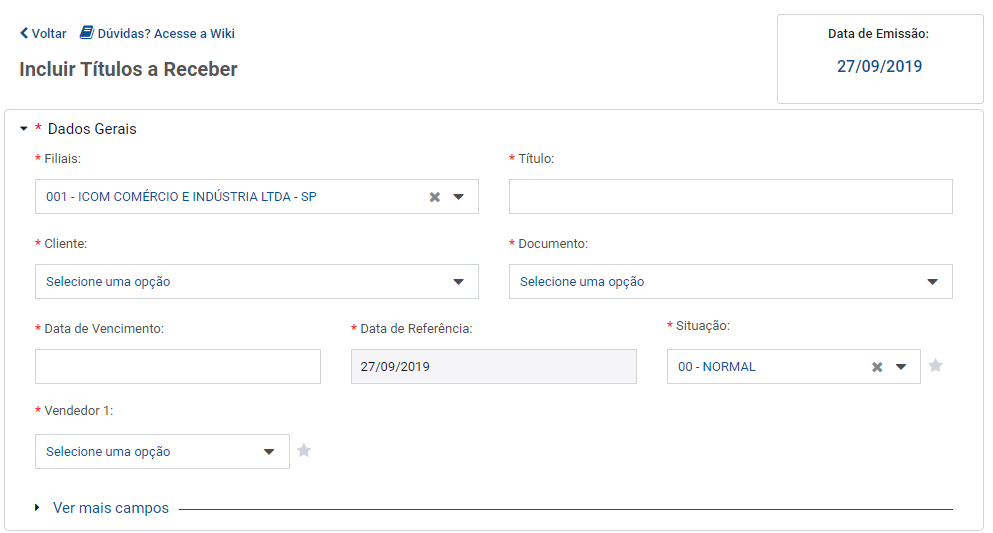 Voltar Dúvidas? Acesse a Wiki
Data de Emissão:
27/09/2019
Incluir Títulos a Receber
* Dados Gerais
* Filiais: * Título:
001 - ICOM COMÉRCIO E INDÚSTRIA LTDA - SP
* Cliente: * Documento:
Selecione uma opção Selecione uma opção
* Data de Vencimento: * Data de Referência: * Situação:
27/09/2019 00 - NORMAL
* Vendedor 1:
Selecione uma opção
Ver mais campos